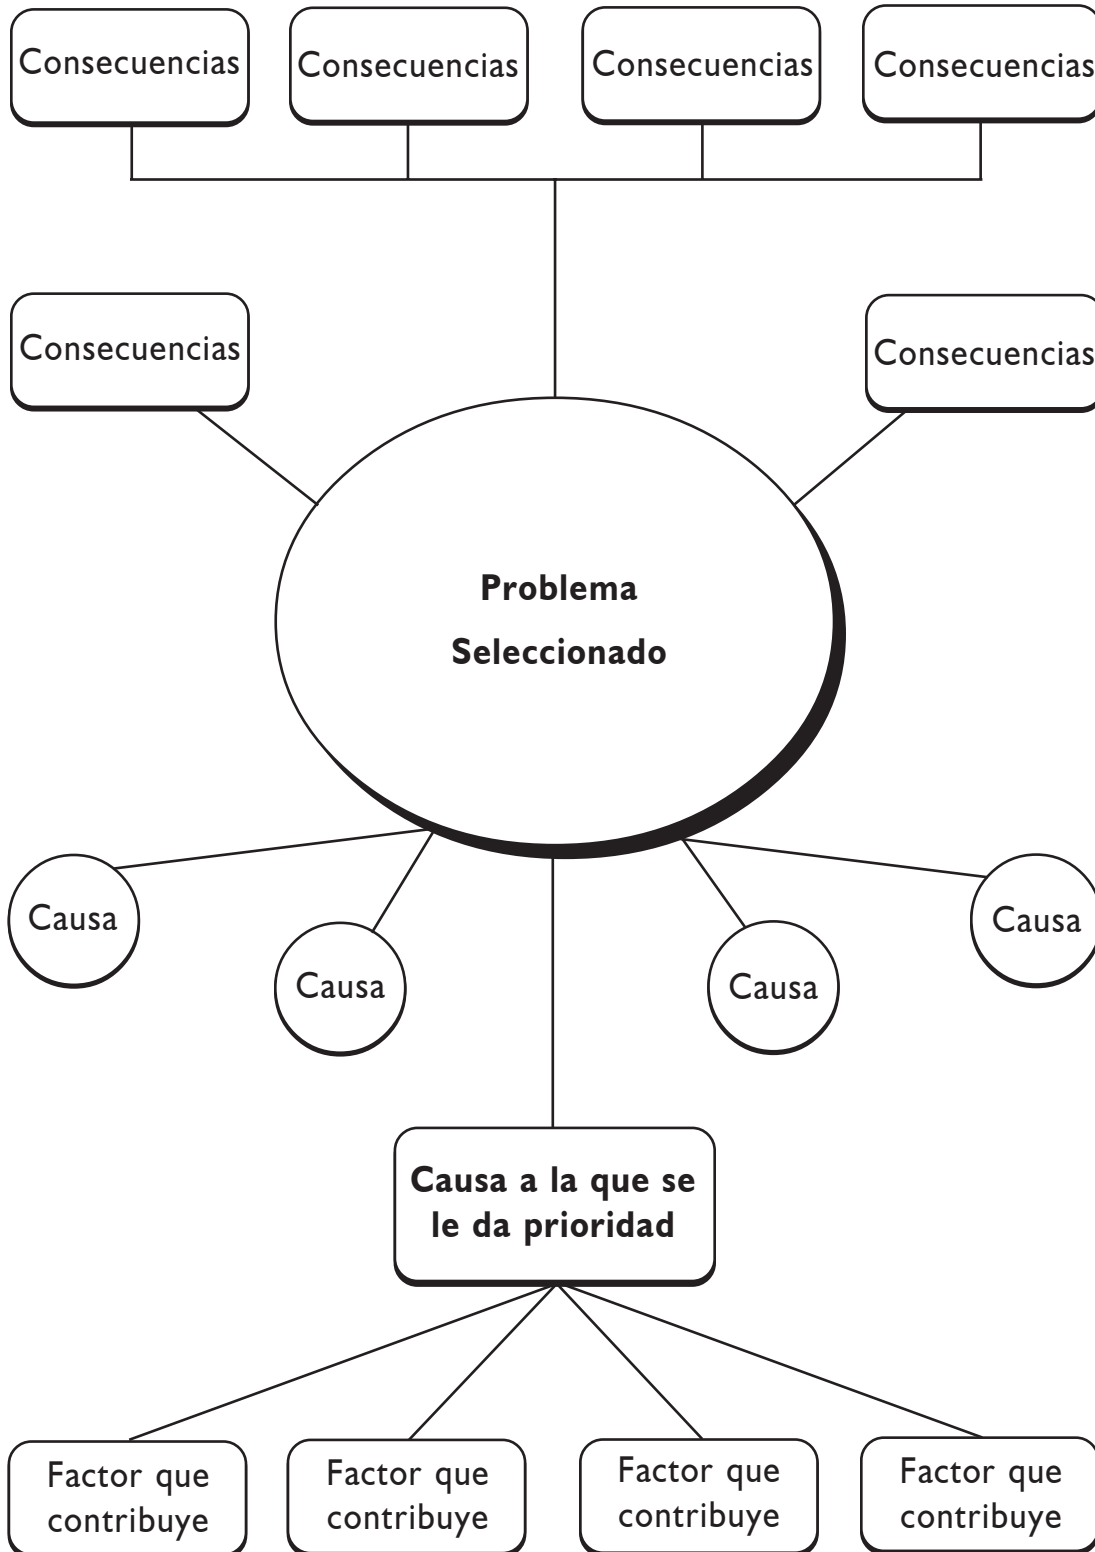 Consecuencias
Consecuencias
Consecuencias
Consecuencias
Consecuencias
Consecuencias
Problema
Seleccionado
Causa
Causa
Causa
Causa
Causa a la que se
le da prioridad
Factor que
contribuye
Factor que
contribuye
Factor que
contribuye
Factor que
contribuye